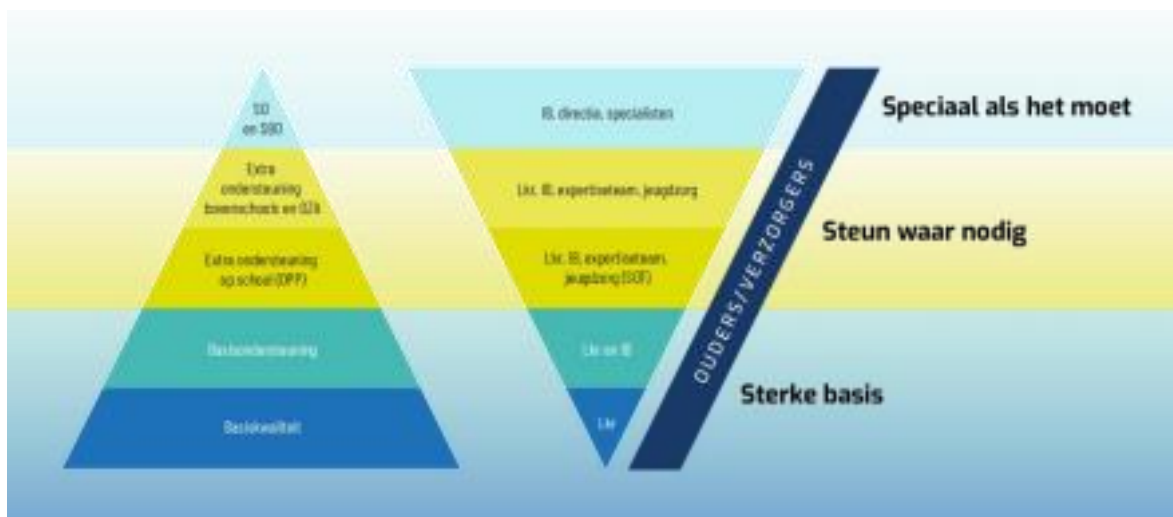 SO
en SBO
Extra
ondersteuning
bovenschools en OZA
Extra ondersteuning
op school (OPP)
Basisondersteuning
Basiskwaliteit
IB, directie, specialisten
Lkr, IB, expertiseteam, jeugdzorg
Lkr, IB, expertiseteam,
jeugdzorg (SOT)
Lkr en IB
Lkr
OUDERS/VERZORGERS
Speciaal als het moet
Steun waar nodig
Sterke basis